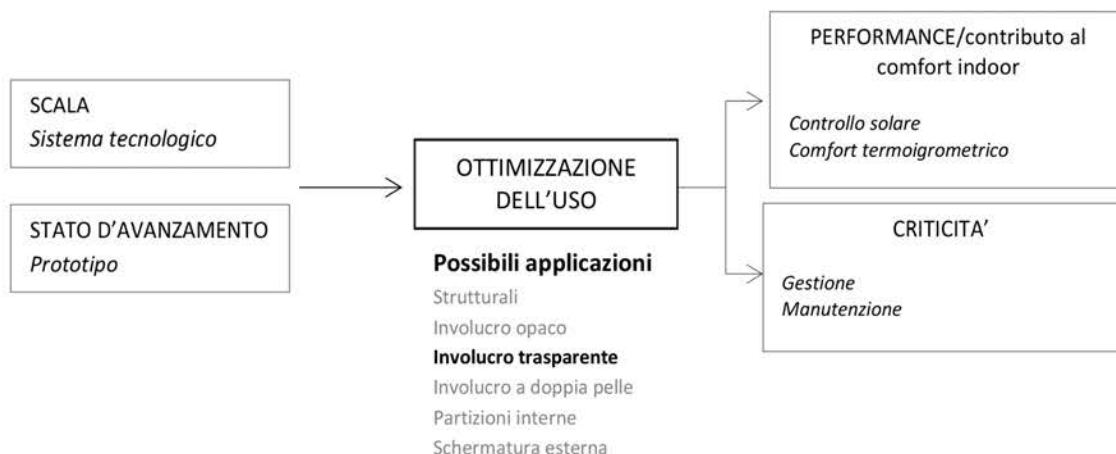 SCALA
Sistema tecnologico
STATO D’AVANZAMENTO
Prototipo
OTTIMIZZAZIONE
DELL’USO
Possibili applicazioni
Strutturali
Involucro opaco
Involucro trasparente
Involucro a doppia pelle
Partizioni interne
Schermatura esterna
PERFORMANCE/contributo al
comfort indoor
Controllo solare
Comfort termoigrometrico
CRITICITA’
Gestione
Manutenzione